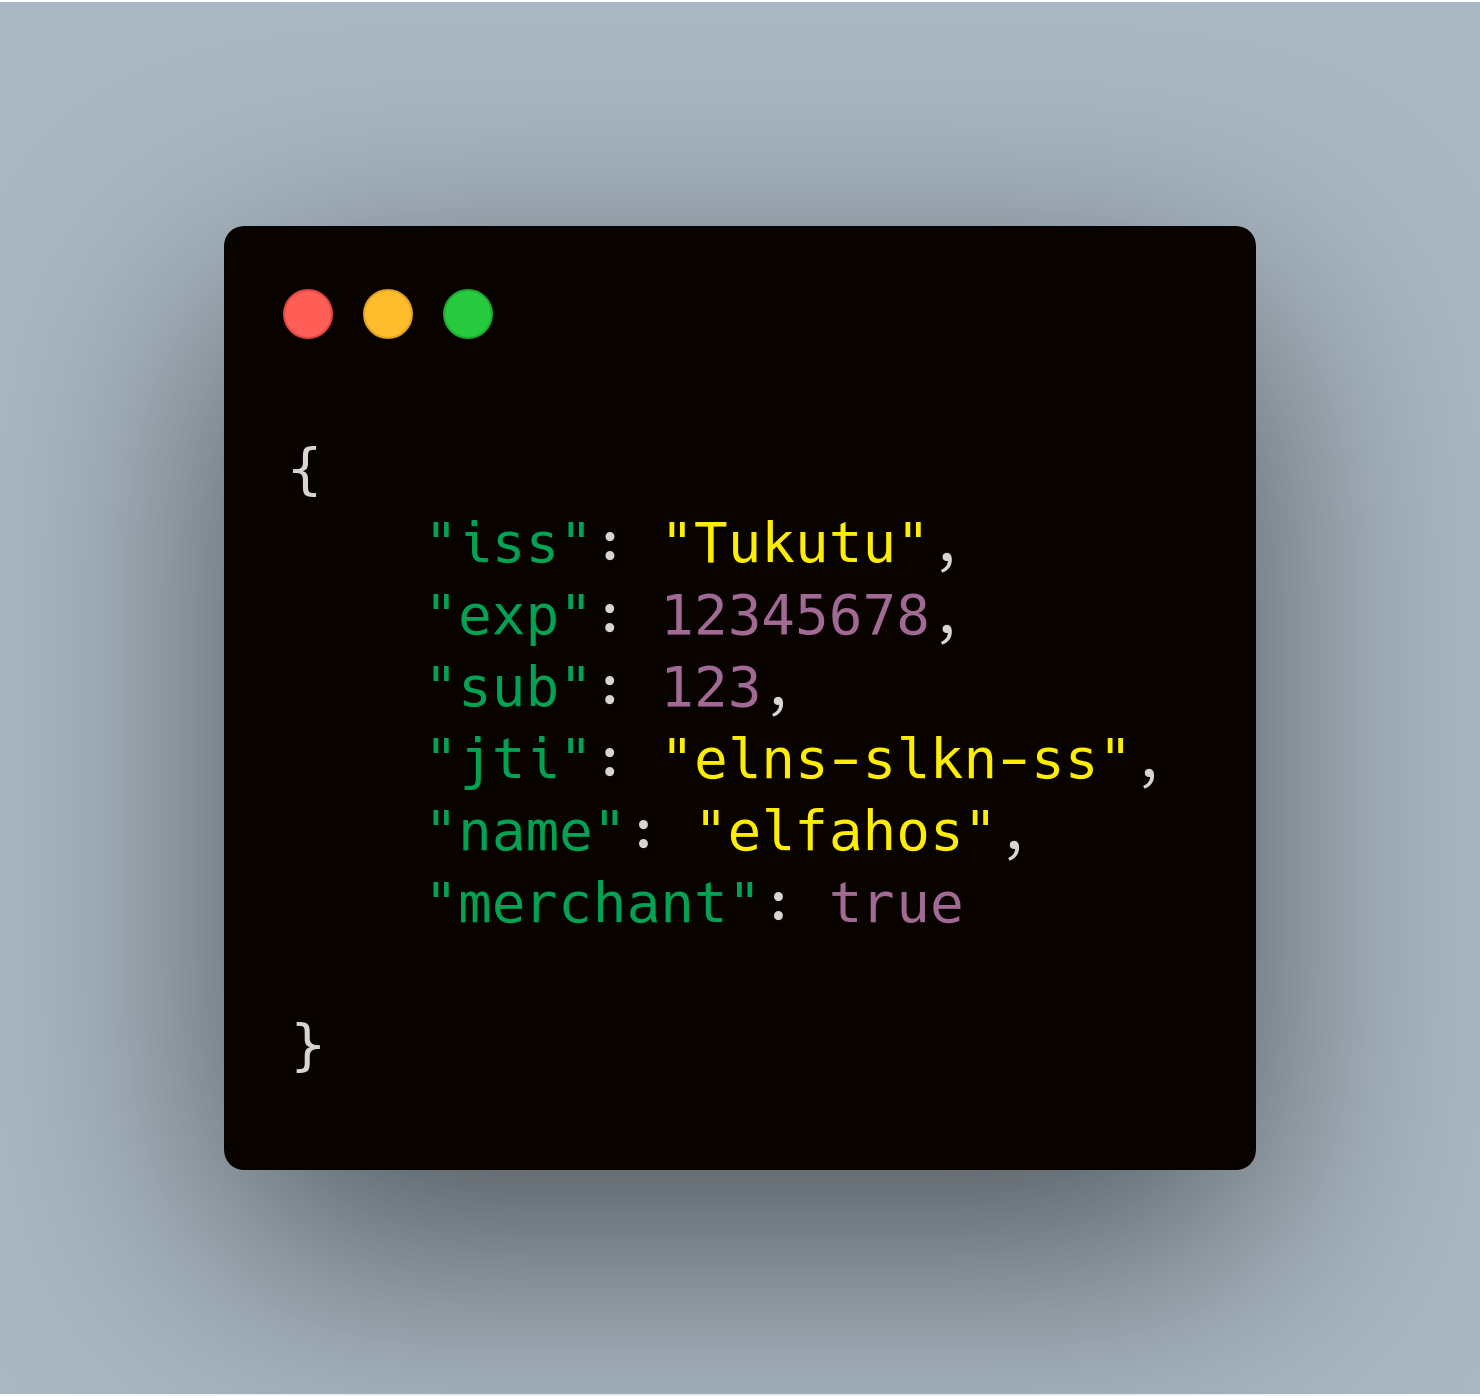 {
    "iss": "Tukutu",
    "exp": 12345678,
    "sub": 123,
    "jti": "elns-slkn-ss",
    "name": "elfahos",
    "merchant": true
}